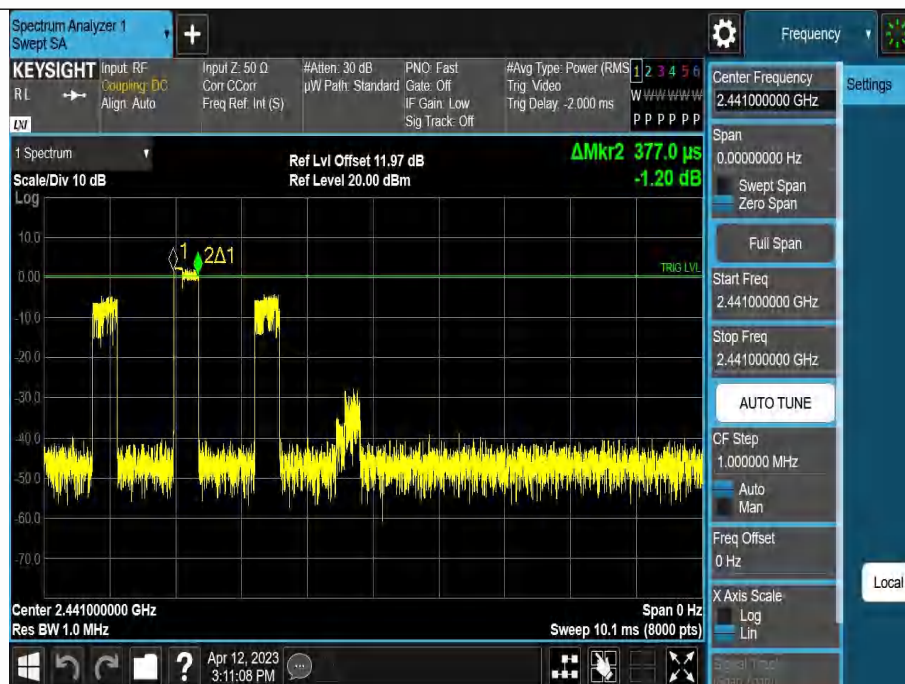 Spectrum Analyzer 1
Swept SA
+
Frequency
KEYSIGHT
RL
LXI
Input: RF
Coupling: DC
Align: Auto
Input Z: 50 Ω
Corr CCorr
Freq Ref: Int (S)
#Atten: 30 dB
µW Path: Standard
PNO: Fast
Gate: Off
IF Gain: Low
Sig Track: Off
#Avg Type: Power (RMS
Trig: Video
Trig Delay: -2.000 ms
1 2 3 4 5 6
W W W W W W
P P P P P P
Center Frequency
2.441000000 GHz
Settings
Span
0.00000000 Hz
Swept Span
Zero Span
Full Span
Start Freq
2.441000000 GHz
Stop Freq
2.441000000 GHz
AUTO TUNE
CF Step
1.000000 MHz
Auto
Man
Freq Offset
0 Hz
X Axis Scale
Log
Lin
Signal Track
(Span Zoom)
Local
1 Spectrum
Scale/Div 10 dB
Log
Ref Lvl Offset 11.97 dB
Ref Level 20.00 dBm
ΔMkr2 377.0 µs
-1.20 dB
10.0
0.00
-10.0
-20.0
-30.0
-40.0
-50.0
-60.0
-70.0
1
2Δ1
TRIG LVL
Center 2.441000000 GHz
Res BW 1.0 MHz
Span 0 Hz
Sweep 10.1 ms (8000 pts)
?
Apr 12, 2023
3:11:08 PM